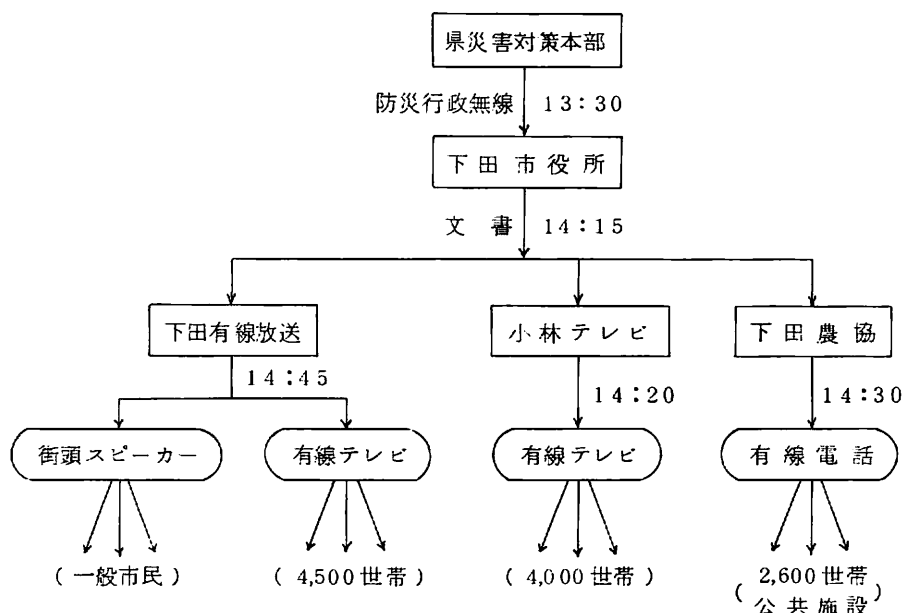 県災害対策本部
防災行政無線 13:30
下田市役所
文書 14:15
下田有線放送 小林テレビ 下田農協
14:45 14:20 14:30
街頭スピーカー 有線テレビ 有線テレビ 有線電話
(一般市民) (4,500世帯) (4,000世帯) (2,600世帯
公共施設)